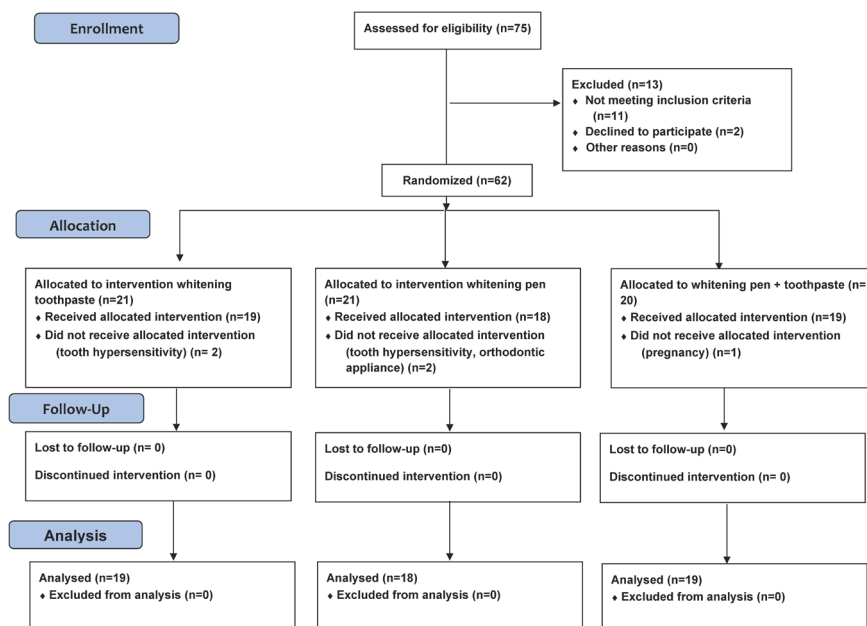 Enrollment
Assessed for eligibility (n=75)
Excluded (n=13)
♦ Not meeting inclusion criteria
(n=11)
♦ Declined to participate (n=2)
♦ Other reasons (n=0)
Randomized (n=62)
Allocation
Allocated to intervention whitening
toothpaste (n=21)
♦ Received allocated intervention (n=19)
♦ Did not receive allocated intervention
(tooth hypersensitivity) (n= 2)
Allocated to intervention whitening pen
(n=21)
♦ Received allocated intervention (n=18)
♦ Did not receive allocated intervention
(tooth hypersensitivity, orthodontic
appliance) (n=2)
Allocated to whitening pen + toothpaste (n=
20)
♦ Received allocated intervention (n=19)
♦ Did not receive allocated intervention
(pregnancy) (n=1)
Follow-Up
Lost to follow-up (n= 0)
Discontinued intervention (n= 0)
Lost to follow-up (n=0)
Discontinued intervention (n=0)
Lost to follow-up (n=0)
Discontinued intervention (n= 0)
Analysis
Analysed (n=19)
♦ Excluded from analysis (n=0)
Analysed (n=18)
♦ Excluded from analysis (n=0)
Analysed (n=19)
♦ Excluded from analysis (n=0)